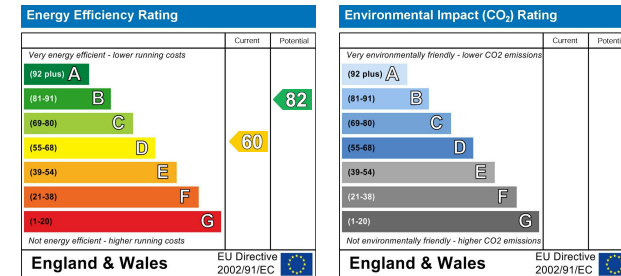 Energy Efficiency Rating
Current Potential
Very energy efficient - lower running costs
(92 plus) A
(81-91) B
82
(69-80) C
(55-68) D
60
(39-54) E
(21-38) F
(1-20) G
Not energy efficient - higher running costs
England & Wales
EU Directive
2002/91/EC
Environmental Impact (CO₂) Rating
Current Potenti
Very environmentally friendly - lower CO2 emissions
(92 plus) A
(81-91) B
(69-80) C
(55-68) D
(39-54) E
(21-38) F
(1-20) G
Not environmentally friendly - higher CO2 emissions
England & Wales
EU Directive
2002/91/EC